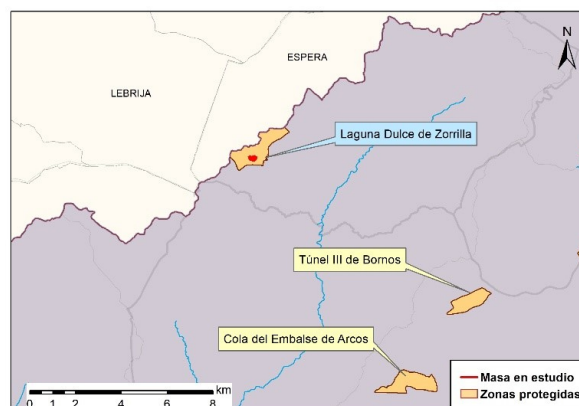 ESPERA
N
LEBRIJA
Laguna Dulce de Zorrilla
Túnel III de Bornos
Cola del Embalse de Arcos
km
0 1 2 4 6 8
Masa en estudio
Zonas protegidas